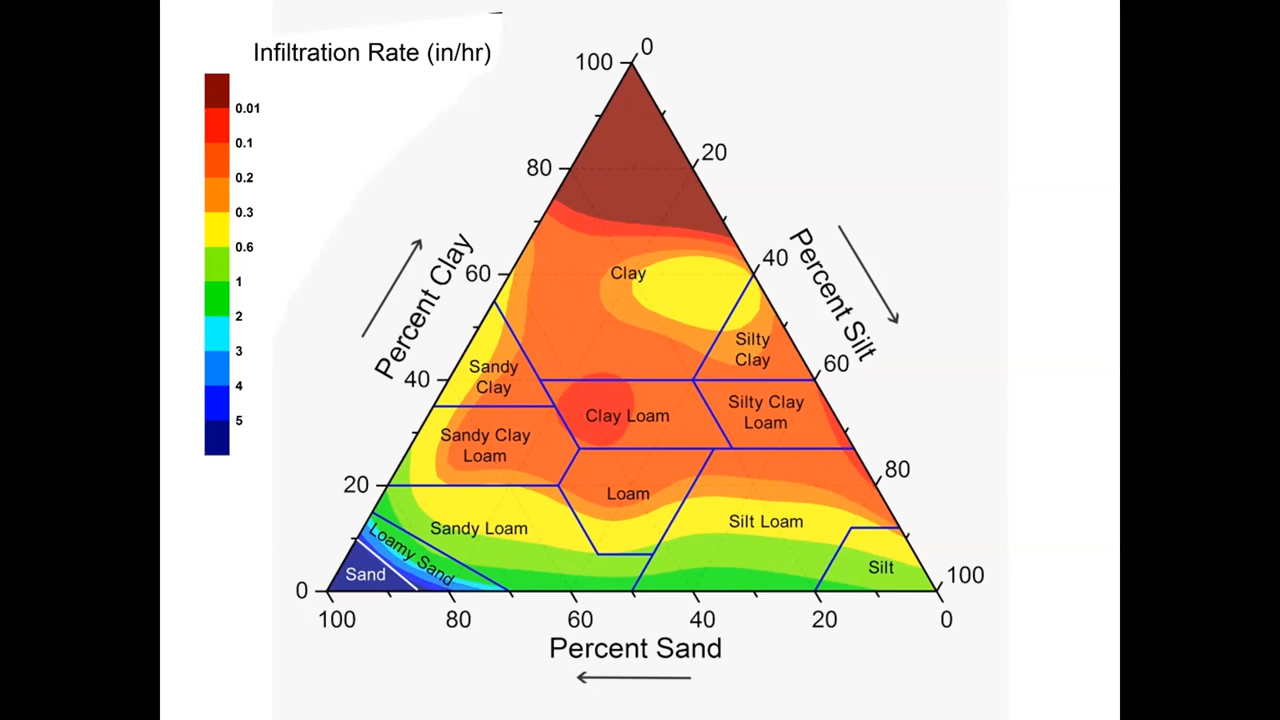 Infiltration Rate (in/hr)
0.01
0.1
0.2
0.3
0.6
1
2
3
4
5
100
80
60
40
20
0
Percent Clay
0
20
40
60
80
100
Percent Silt
100
80
60
40
20
0
Percent Sand
Clay
Silty
Clay
Sandy
Clay
Clay Loam
Silty Clay
Loam
Sandy Clay
Loam
Loam
Silt Loam
Sandy Loam
Loamy Sand
Sand
Silt